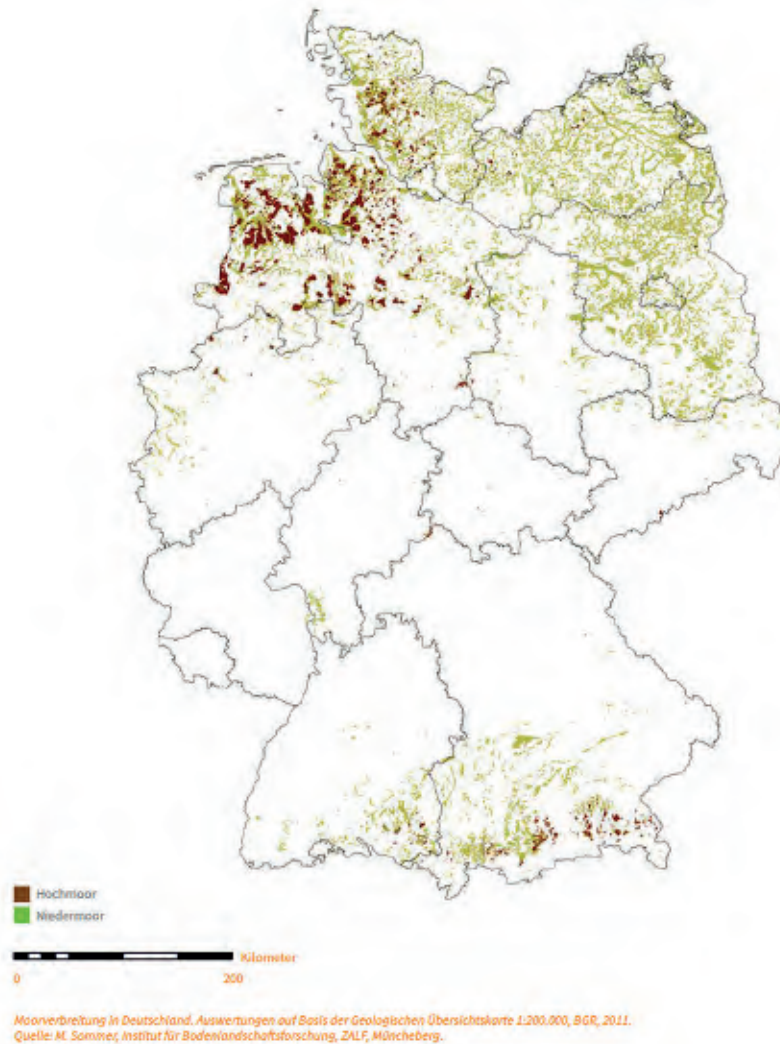 Hochmoor
Niedermoor
Kilometer
0 200
Moorverbreitung in Deutschland. Auswertungen auf Basis der Geologischen Übersichtskarte 1:200.000, BGR, 2011.
Quelle: M. Sommer, Institut für Bodenlandschaftsforschung, ZALF, Müncheberg.